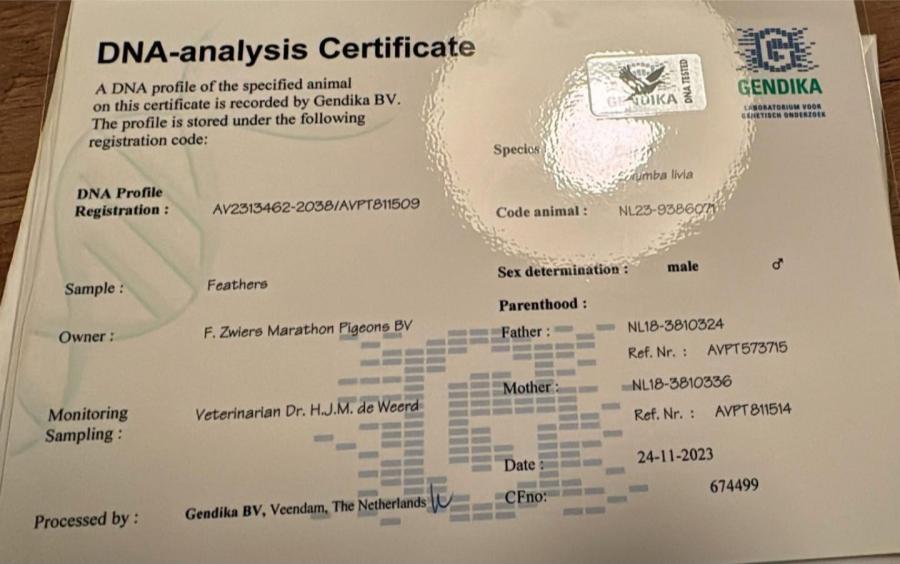 DNA-analysis Certificate
A DNA profile of the specified animal
on this certificate is recorded by Gendika BV.
The profile is stored under the following
registration code:
GENDIKA
DNA TESTED
GENDIKA
LABORATORIUM VOOR
GENETISCH ONDERZOEK
Species
livia
DNA Profile
Registration : AV2313462-2038/AVPT811509
Code animal :
Sample : Feathers
Sex determination : male ♂
Parenthood :
Owner : F. Zwiers Marathon Pigeons BV
Father : NL18-3810324
Ref. Nr. : AVPT573715
Mother : NL18-3810336
Ref. Nr. : AVPT811514
Monitoring
Sampling : Veterinarian Dr. H.J.M. de Weerd
Date : 24-11-2023
CFno: 674499
Processed by : Gendika BV, Veendam, The Netherlands